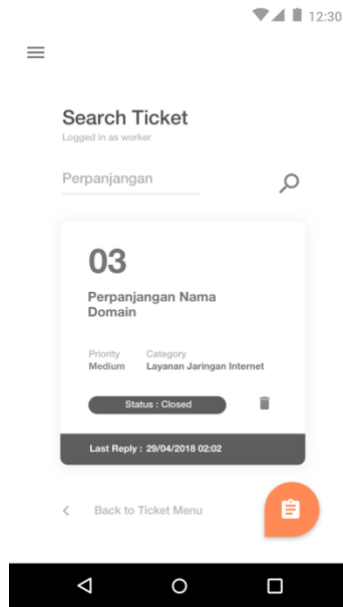 12:30
Search Ticket
Logged in as worker
Perpanjangan
03
Perpanjangan Nama
Domain
Priority Category
Medium Layanan Jaringan Internet
Status : Closed
Last Reply : 29/04/2018 02:02
Back to Ticket Menu